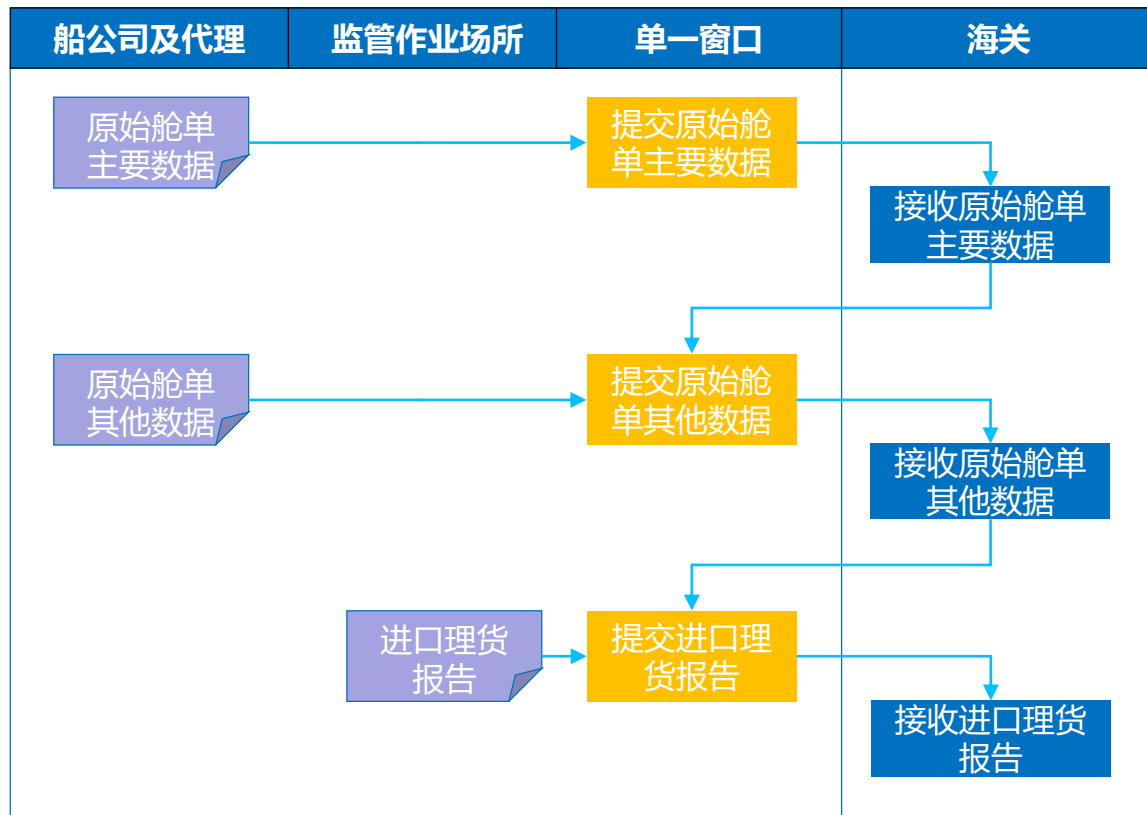 船公司及代理
监管作业场所
单一窗口
海关
原始舱单
主要数据
提交原始舱
单主要数据
接收原始舱单
主要数据
原始舱单
其他数据
提交原始舱
单其他数据
接收原始舱单
其他数据
进口理货
报告
提交进口理
货报告
接收进口理货
报告